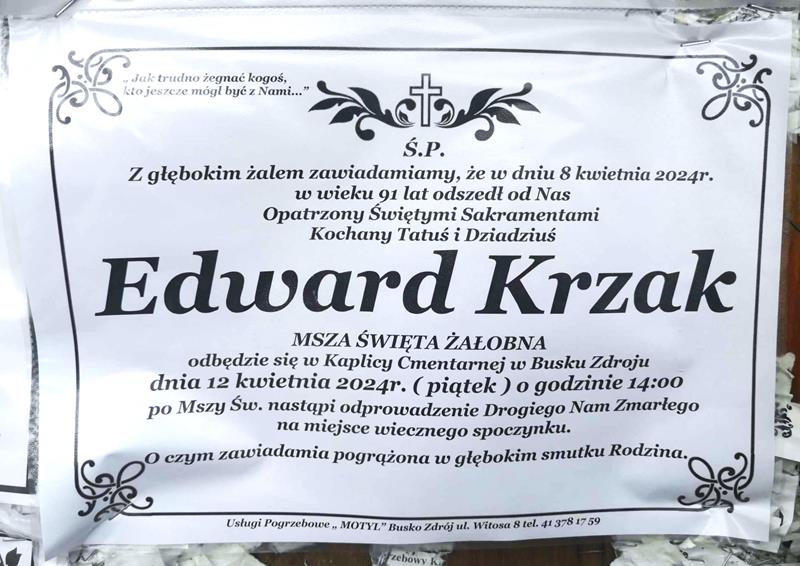 „Jak trudno żegnać kogoś,
kto jeszcze mógł być z Nami..."
Ś.P.
Z głębokim żalem zawiadamiamy, że w dniu 8 kwietnia 2024r.
w wieku 91 lat odszedł od Nas
Opatrzony Świętymi Sakramentami
Kochany Tatuś i Dziadziuś
Edward Krzak
MSZA ŚWIĘTA ŻAŁOBNA
odbędzie się w Kaplicy Cmentarnej w Busku Zdroju
dnia 12 kwietnia 2024r. ( piątek ) o godzinie 14:00
po Mszy Św. nastąpi odprowadzenie Drogiego Nam Zmarłego
na miejsce wiecznego spoczynku.
O czym zawiadamia pogrążona w głębokim smutku Rodzina.
Usługi Pogrzebowe „ MOTYL" Busko Zdrój ul. Witosa 8 tel. 41 378 17 59